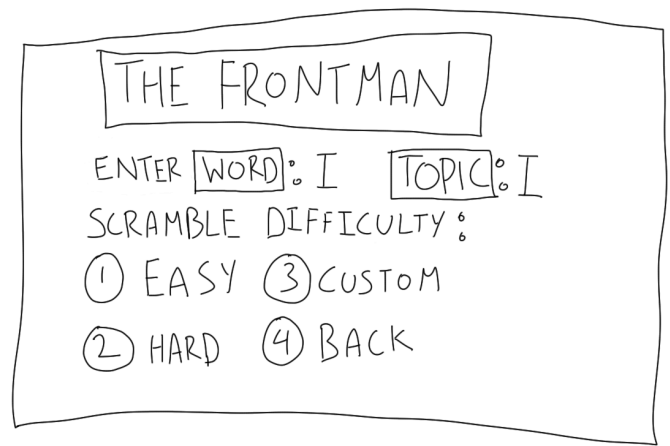 THE FRONTMAN
ENTER WORD: I TOPIC: I
SCRAMBLE DIFFICULTY:
1 EASY 3 CUSTOM
2 HARD 4 BACK